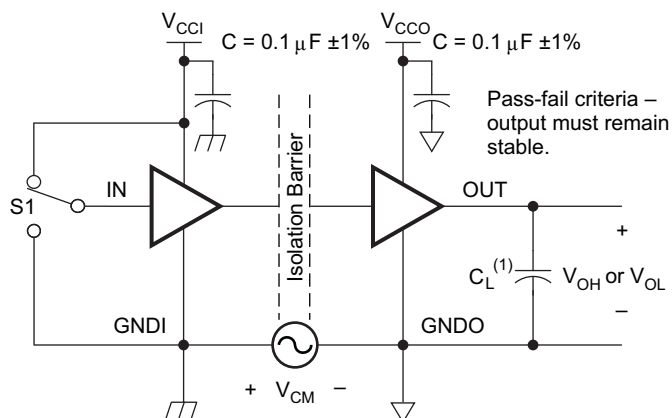 V_CCI
C = 0.1 μF ±1%
V_CCO
C = 0.1 μF ±1%
Pass-fail criteria –
output must remain
stable.
Isolation Barrier
IN
OUT
S1
+
C_L^(1)
V_OH or V_OL
–
GNDI
GNDO
+ V_CM –